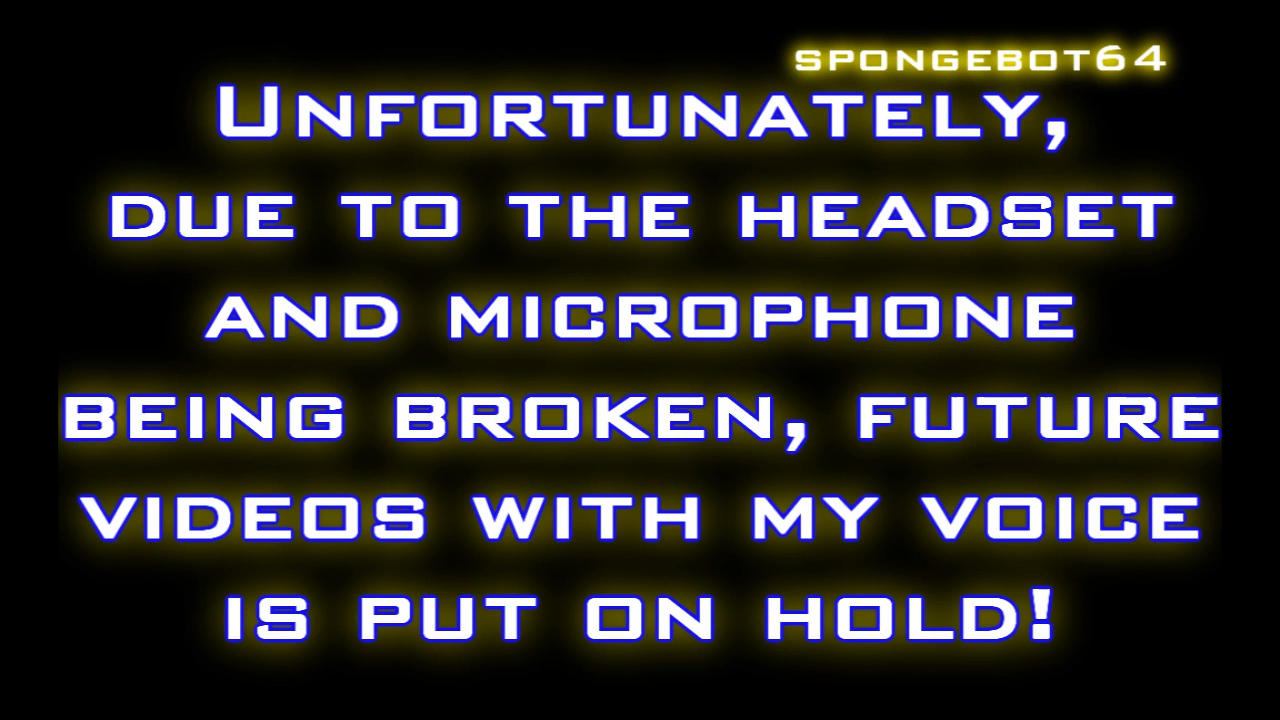 SPONGEBOT64
UNFORTUNATELY,
DUE TO THE HEADSET
AND MICROPHONE
BEING BROKEN, FUTURE
VIDEOS WITH MY VOICE
IS PUT ON HOLD!